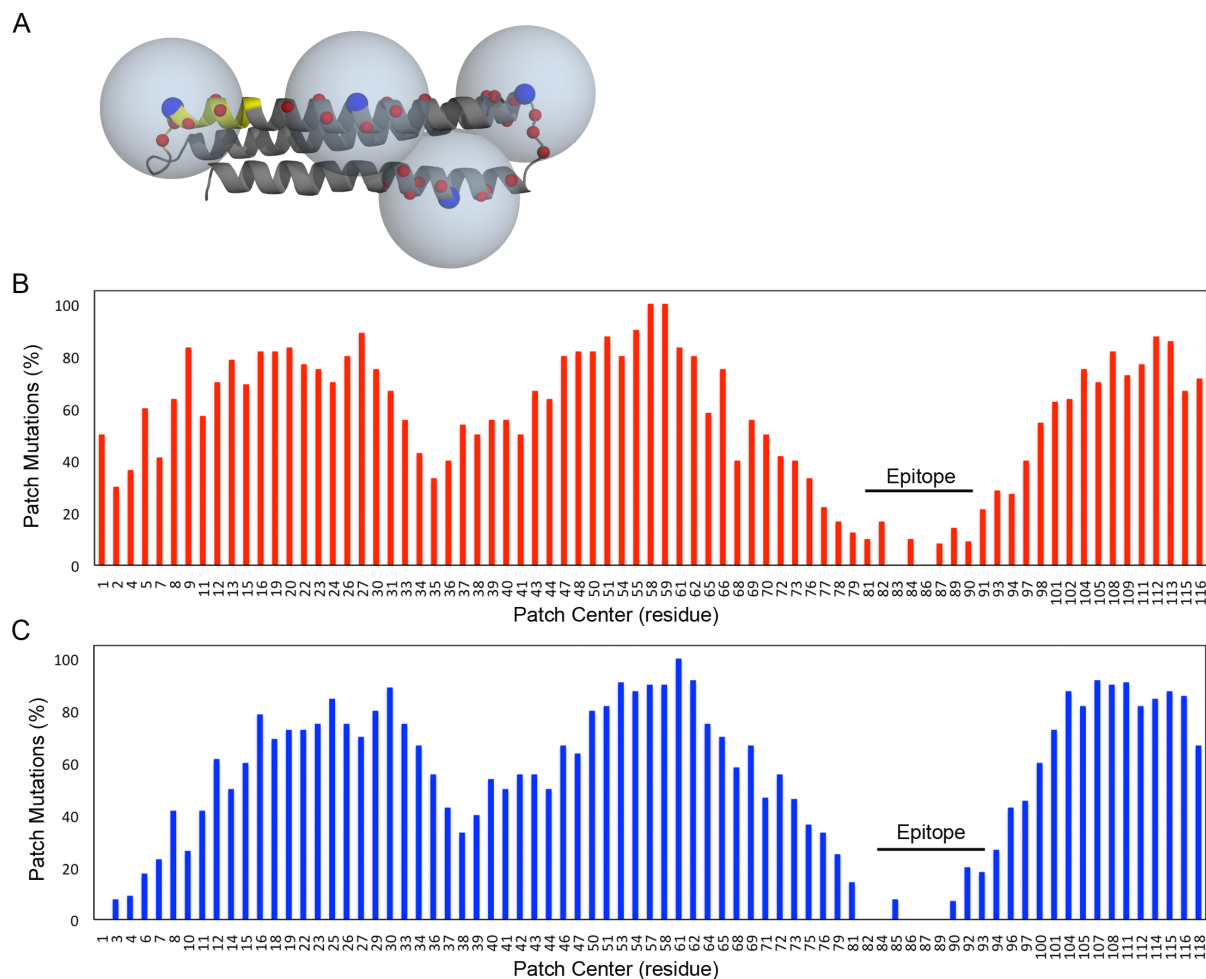 A
B
Patch Mutations (%)
100
80
60
40
20
0
Epitope
1 2 4 5 7 8 9 11 12 13 15 16 19 20 22 23 24 26 27 30 31 33 34 35 36 37 38 39 40 41 43 44 47 48 50 51 54 55 58 59 61 62 65 66 68 69 70 72 73 76 77 78 79 81 82 83 84 86 87 89 90 91 93 94 97 98 101 102 104 105 108 109 111 112 113 115 116
Patch Center (residue)
C
Patch Mutations (%)
100
80
60
40
20
0
Epitope
1 3 4 6 7 8 10 11 12 14 15 16 18 19 22 23 25 26 27 29 30 33 34 36 37 38 39 40 41 42 43 44 46 47 50 51 53 54 57 58 61 62 64 65 68 69 71 72 73 75 76 79 81 82 84 85 86 87 89 90 92 93 94 96 97 100 101 104 105 107 108 111 112 114 115 116 118
Patch Center (residue)